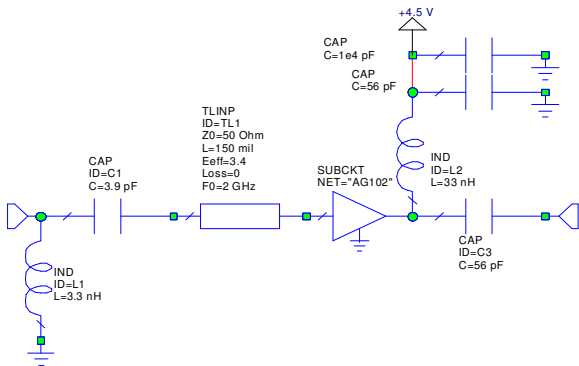 +4.5 V
CAP
C=1e4 pF
CAP
C=56 pF
TLINP
ID=TL1
Z0=50 Ohm
L=150 mil
Eeff=3.4
Loss=0
F0=2 GHz
CAP
ID=C1
C=3.9 pF
SUBCKT
NET="AG102"
IND
ID=L2
L=33 nH
CAP
ID=C3
C=56 pF
IND
ID=L1
L=3.3 nH